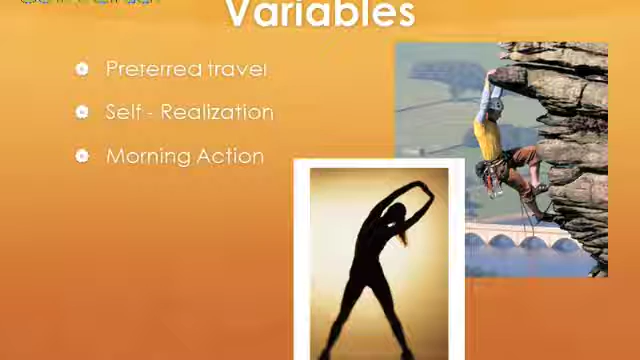 Variables
Preferred travel
Self - Realization
Morning Action